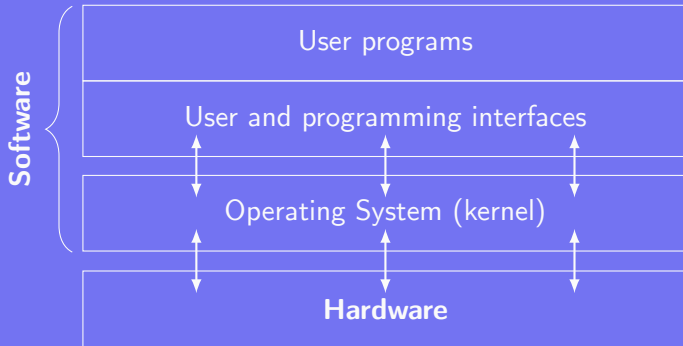 Software
User programs
User and programming interfaces
Operating System (kernel)
Hardware